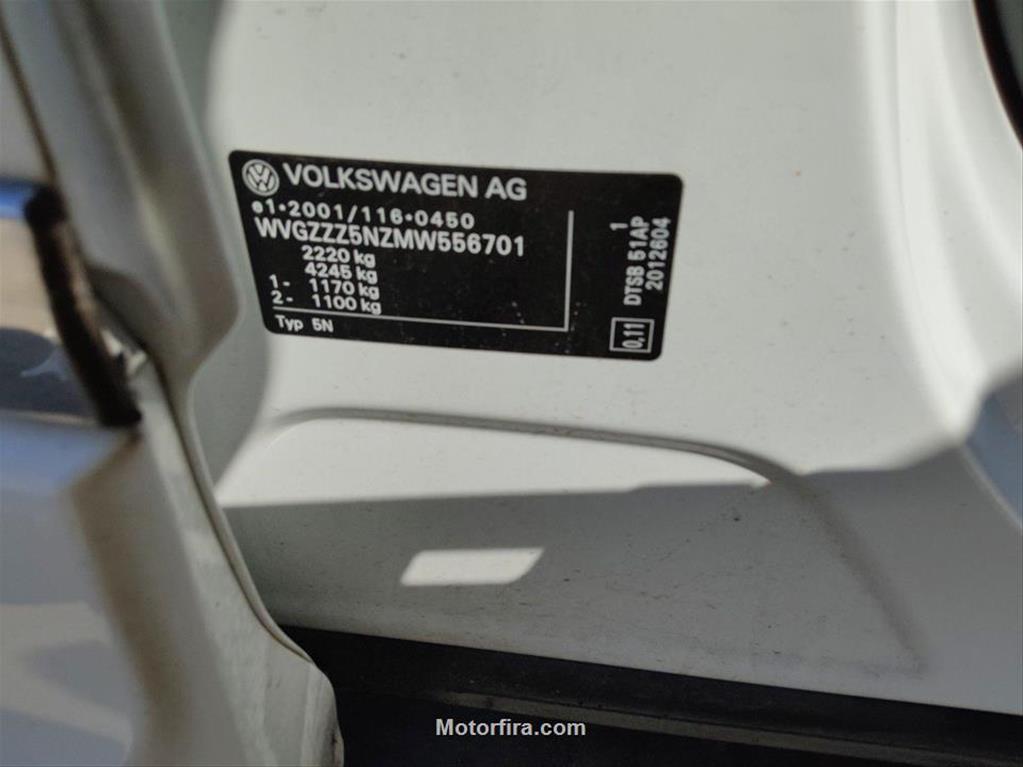 VOLKSWAGEN AG
e1*2001/116*0450
WVGZZZ5NZMW556701
2220 kg
4245 kg
1- 1170 kg
2- 1100 kg
Typ 5N
1
DTSB 51AP
2012604
0,11
Motorfira.com